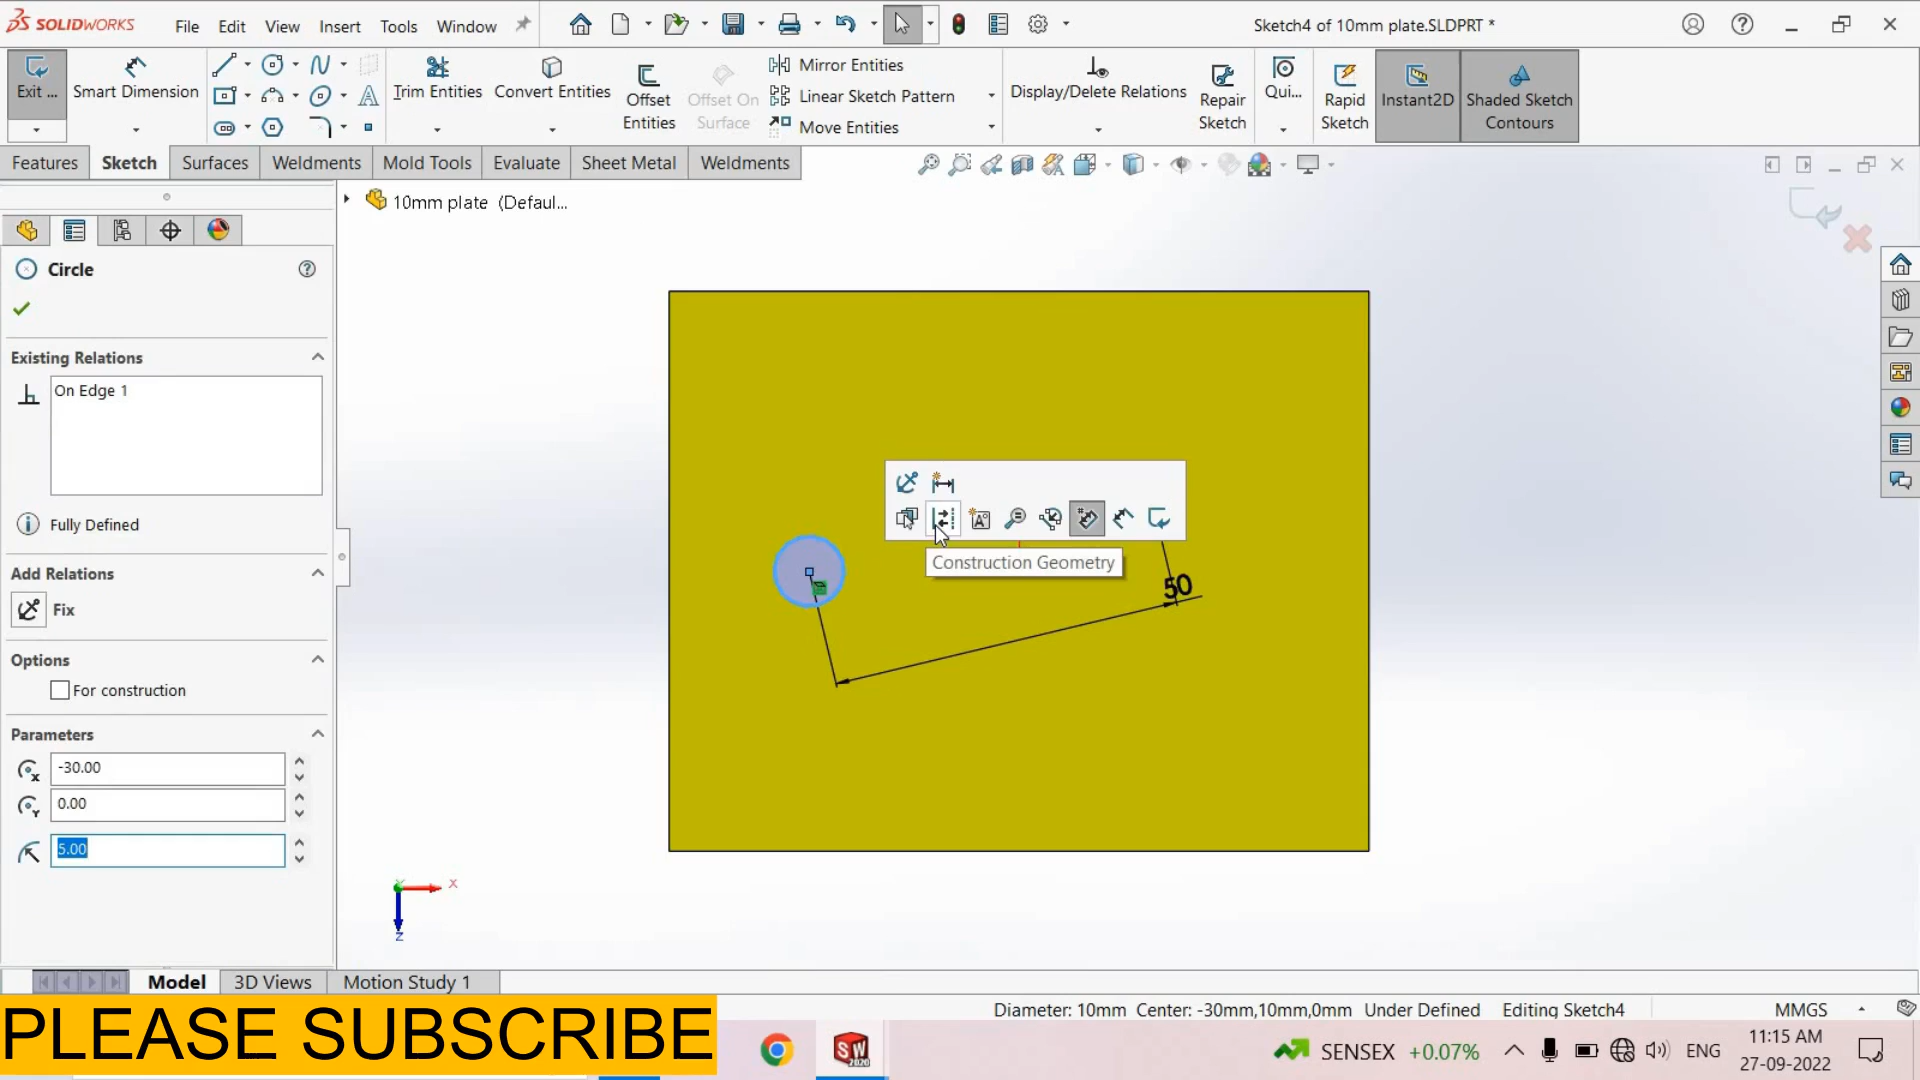 SOLIDWORKS File Edit View Insert Tools Window Sketch4 of 10mm plate.SLDPRT *
Exit ... Smart Dimension Trim Entities Convert Entities Offset Entities Offset On Surface Mirror Entities Linear Sketch Pattern Move Entities Display/Delete Relations Repair Sketch Qui... Rapid Sketch Instant2D Shaded Sketch Contours
Features Sketch Surfaces Weldments Mold Tools Evaluate Sheet Metal Weldments
10mm plate (Defaul...
Circle
Existing Relations
On Edge 1
Fully Defined
Add Relations
Fix
Options
For construction
Parameters
-30.00
0.00
5.00
Construction Geometry
50
X
Z
Model 3D Views Motion Study 1
Diameter: 10mm Center: -30mm,10mm,0mm Under Defined Editing Sketch4 MMGS
PLEASE SUBSCRIBE
SW 2020
SENSEX +0.07% ENG 11:15 AM
27-09-2022